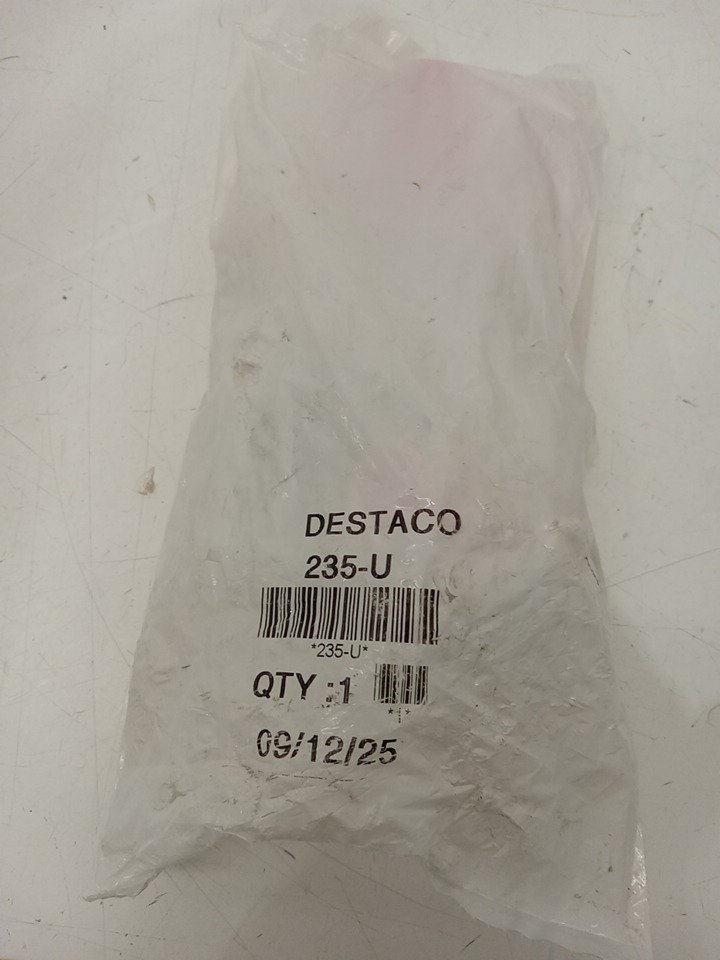 DESTACO
235-U
*235-U*
QTY :1
*1*
09/12/25